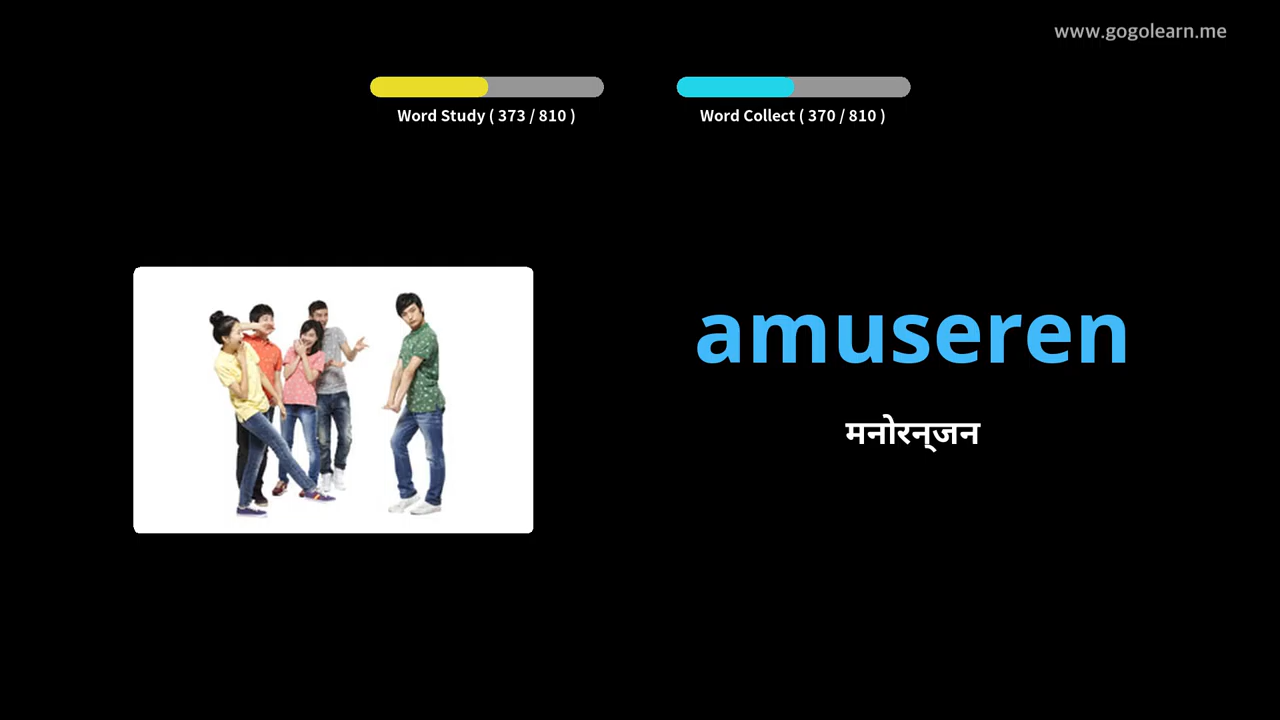 www.gogolearn.me
Word Study ( 373 / 810 )
Word Collect ( 370 / 810 )
amuseren
मनोरन्‌जन